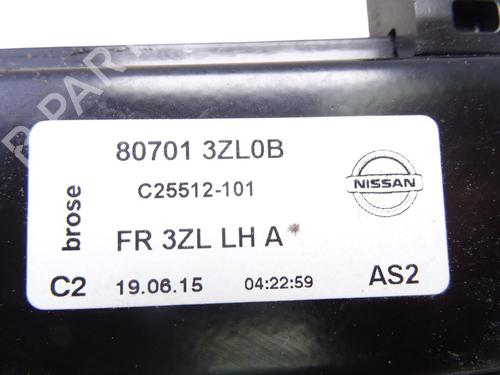 80701 3ZL0B
brose
C25512-101
NISSAN
FR 3ZL LH A
C2
19.06.15
04:22:59
AS2